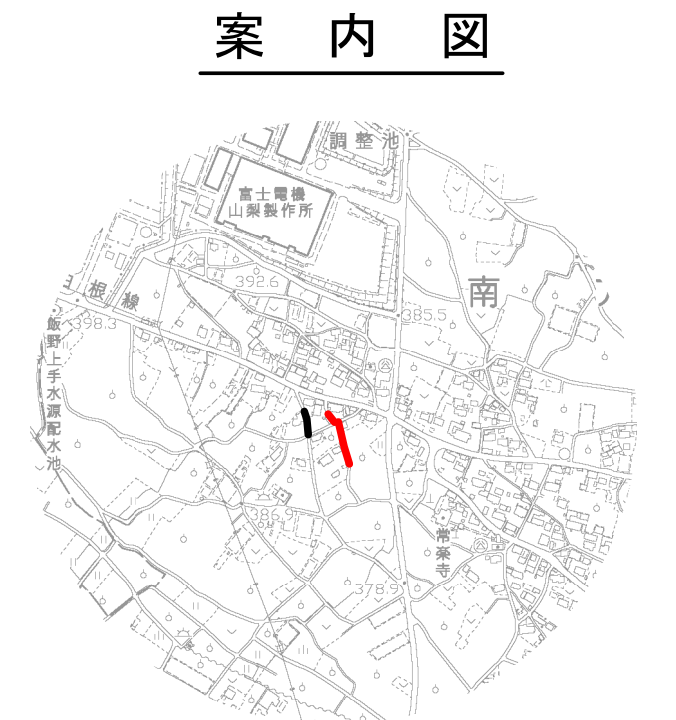 案内図
調整池
富士電機
山梨製作所
392.6
南
根線
398.3
385.5
飯野上手水源配水池
386.
常楽寺
378.9